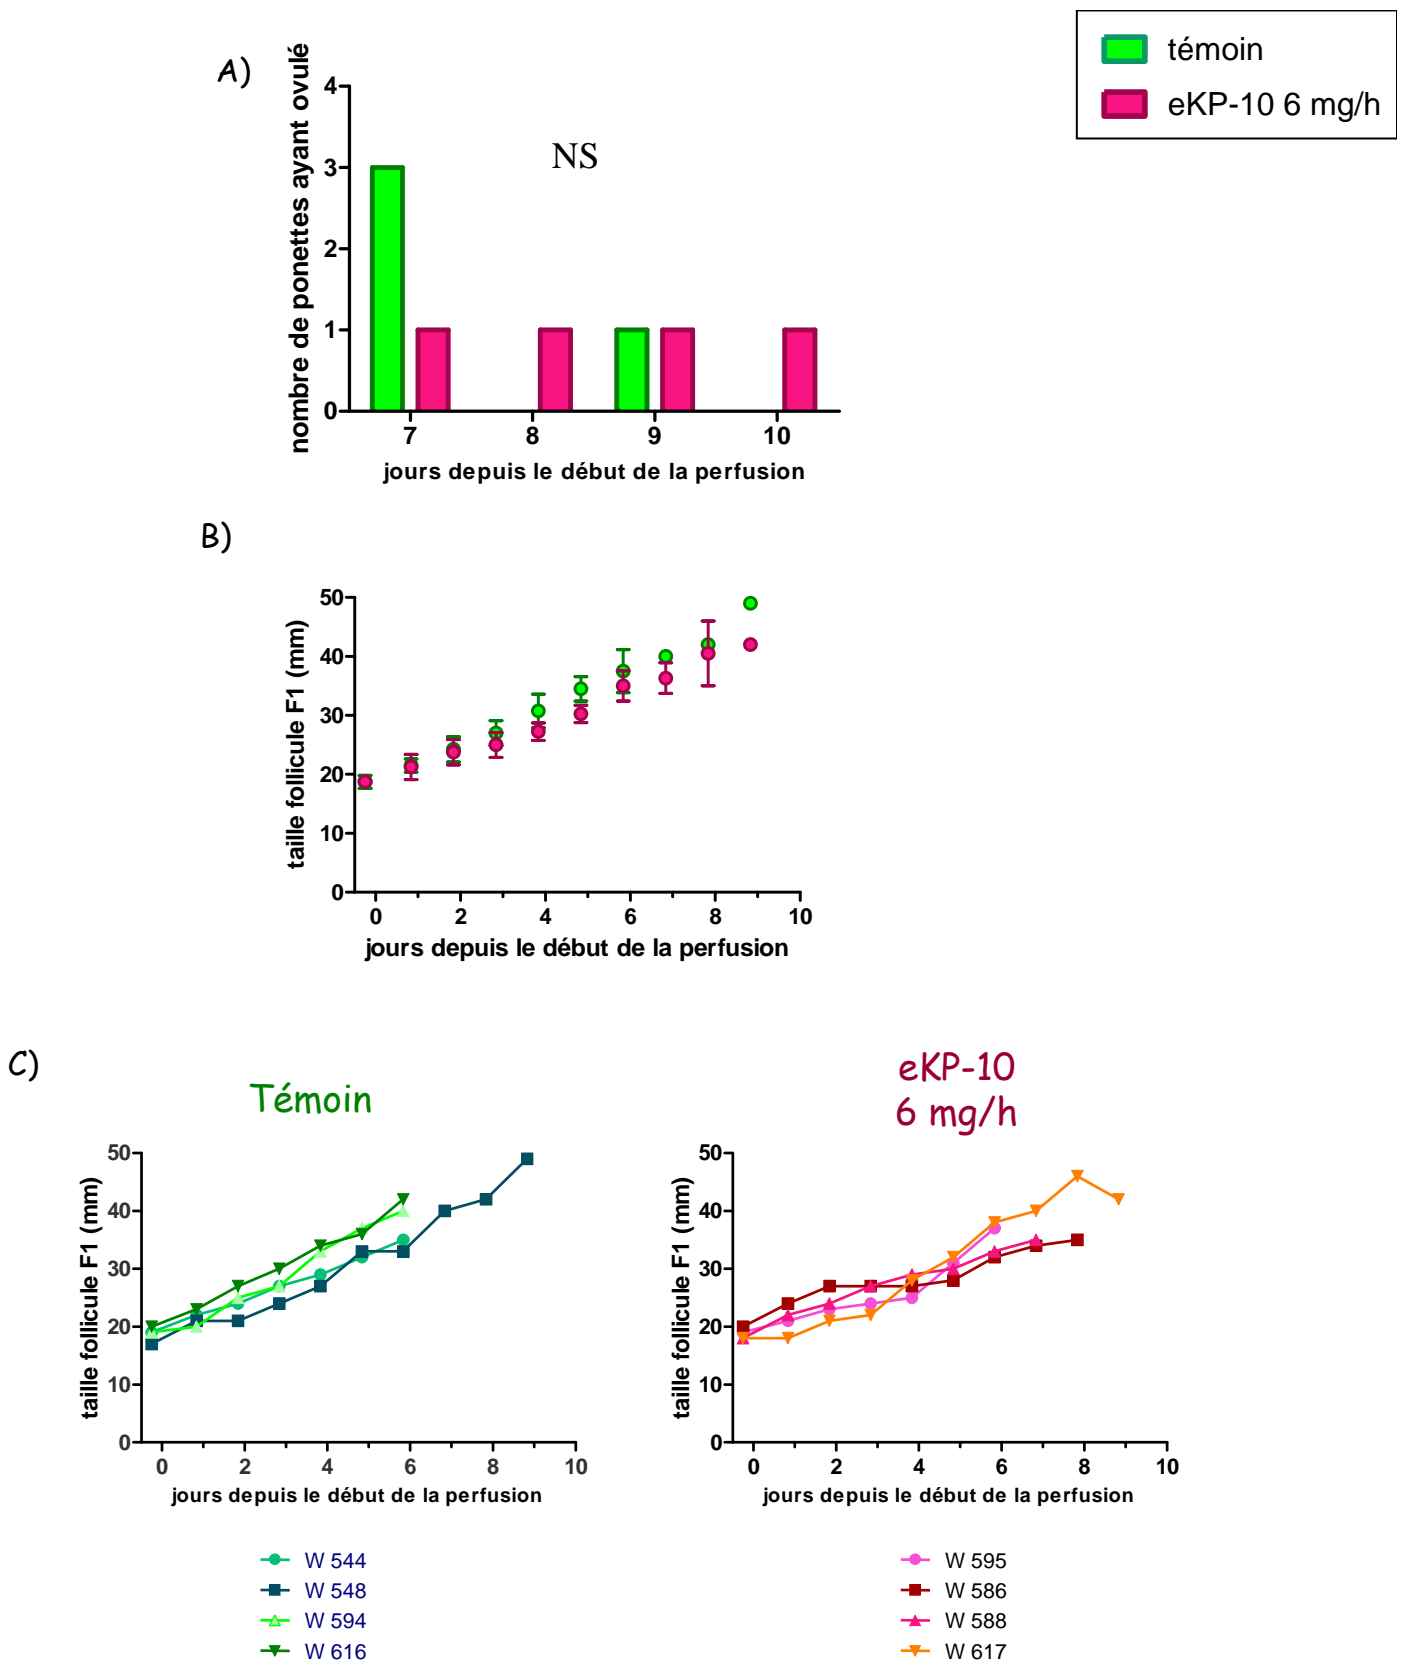 témoin
eKP-10 6 mg/h
A)
nombre de ponettes ayant ovulé
4
3
2
1
0
NS
7 8 9 10
jours depuis le début de la perfusion
B)
taille follicule F1 (mm)
50
40
30
20
10
0
0 2 4 6 8 10
jours depuis le début de la perfusion
C)
Témoin
taille follicule F1 (mm)
50
40
30
20
10
0
0 2 4 6 8 10
jours depuis le début de la perfusion
W 544
W 548
W 594
W 616
eKP-10
6 mg/h
taille follicule F1 (mm)
50
40
30
20
10
0
0 2 4 6 8 10
jours depuis le début de la perfusion
W 595
W 586
W 588
W 617